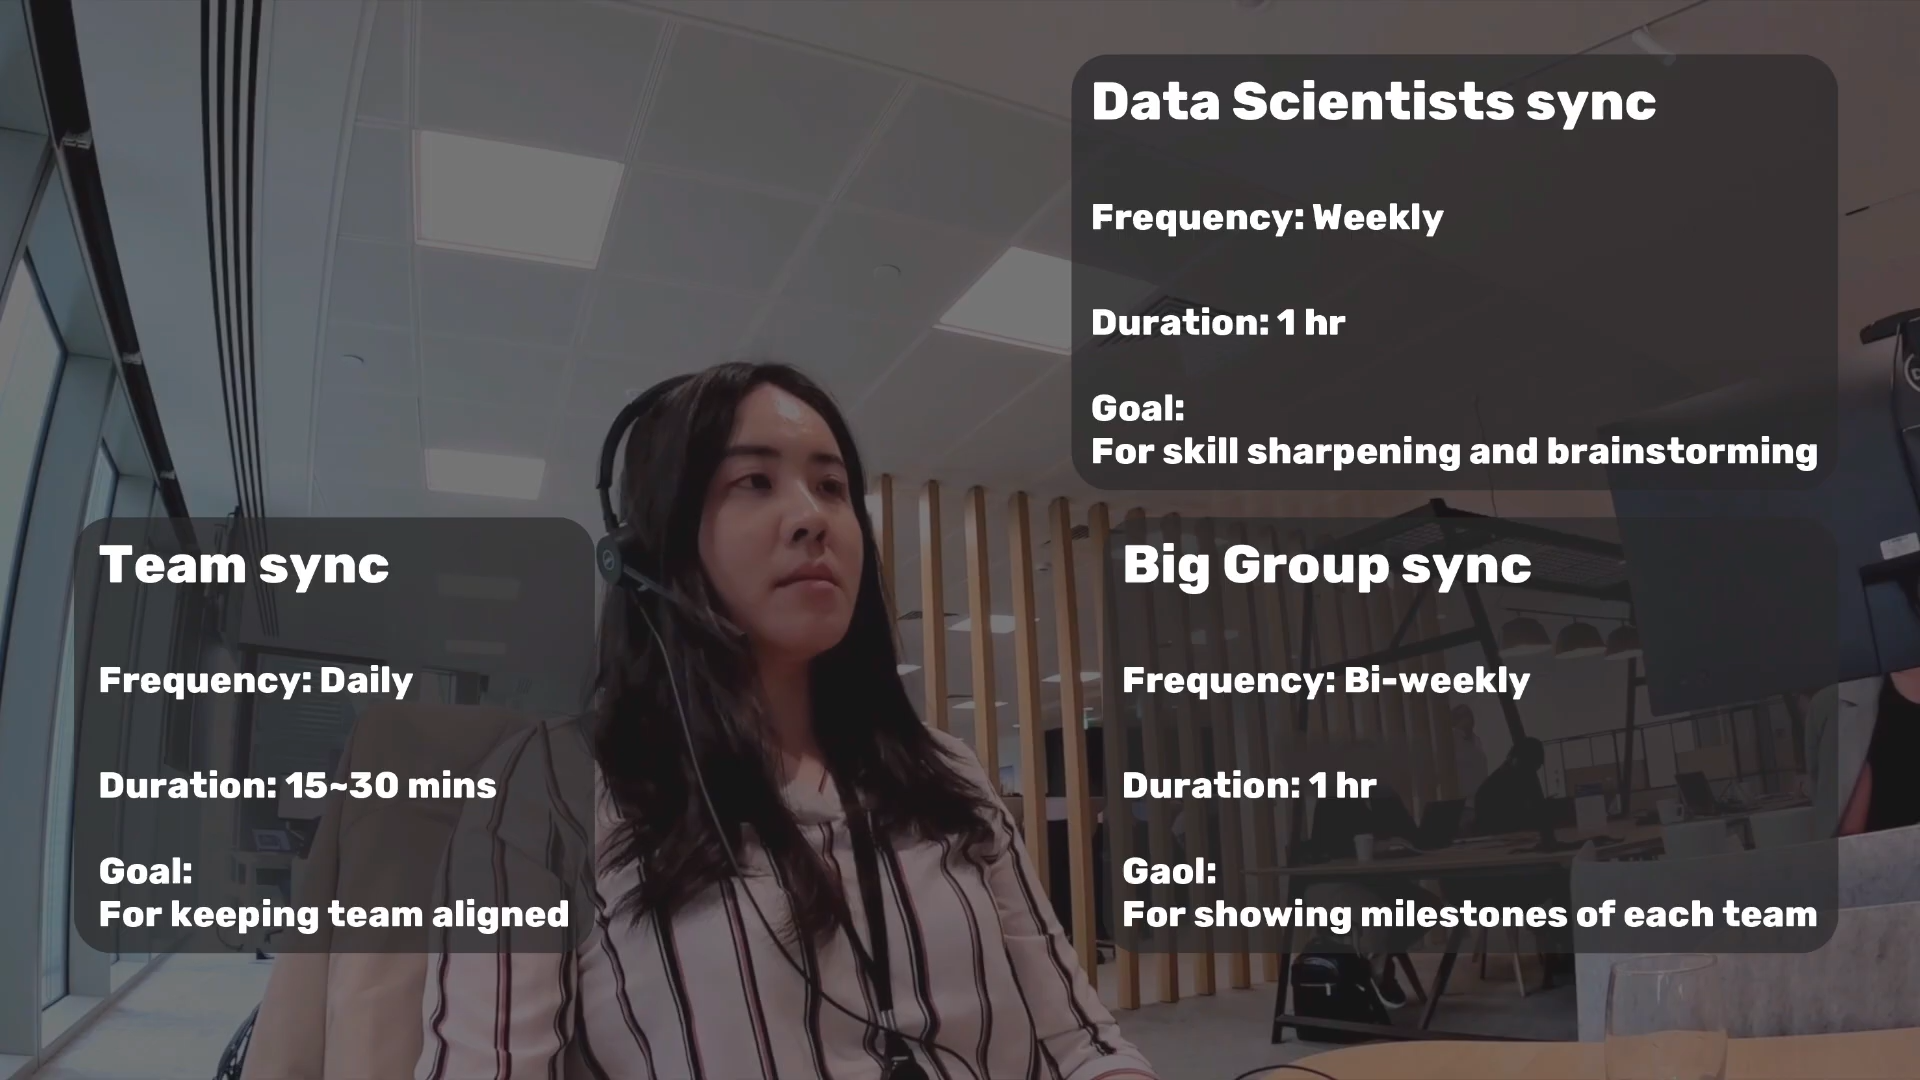 Data Scientists sync
Frequency: Weekly
Duration: 1 hr
Goal:
For skill sharpening and brainstorming
Team sync
Frequency: Daily
Duration: 15~30 mins
Goal:
For keeping team aligned
Big Group sync
Frequency: Bi-weekly
Duration: 1 hr
Gaol:
For showing milestones of each team